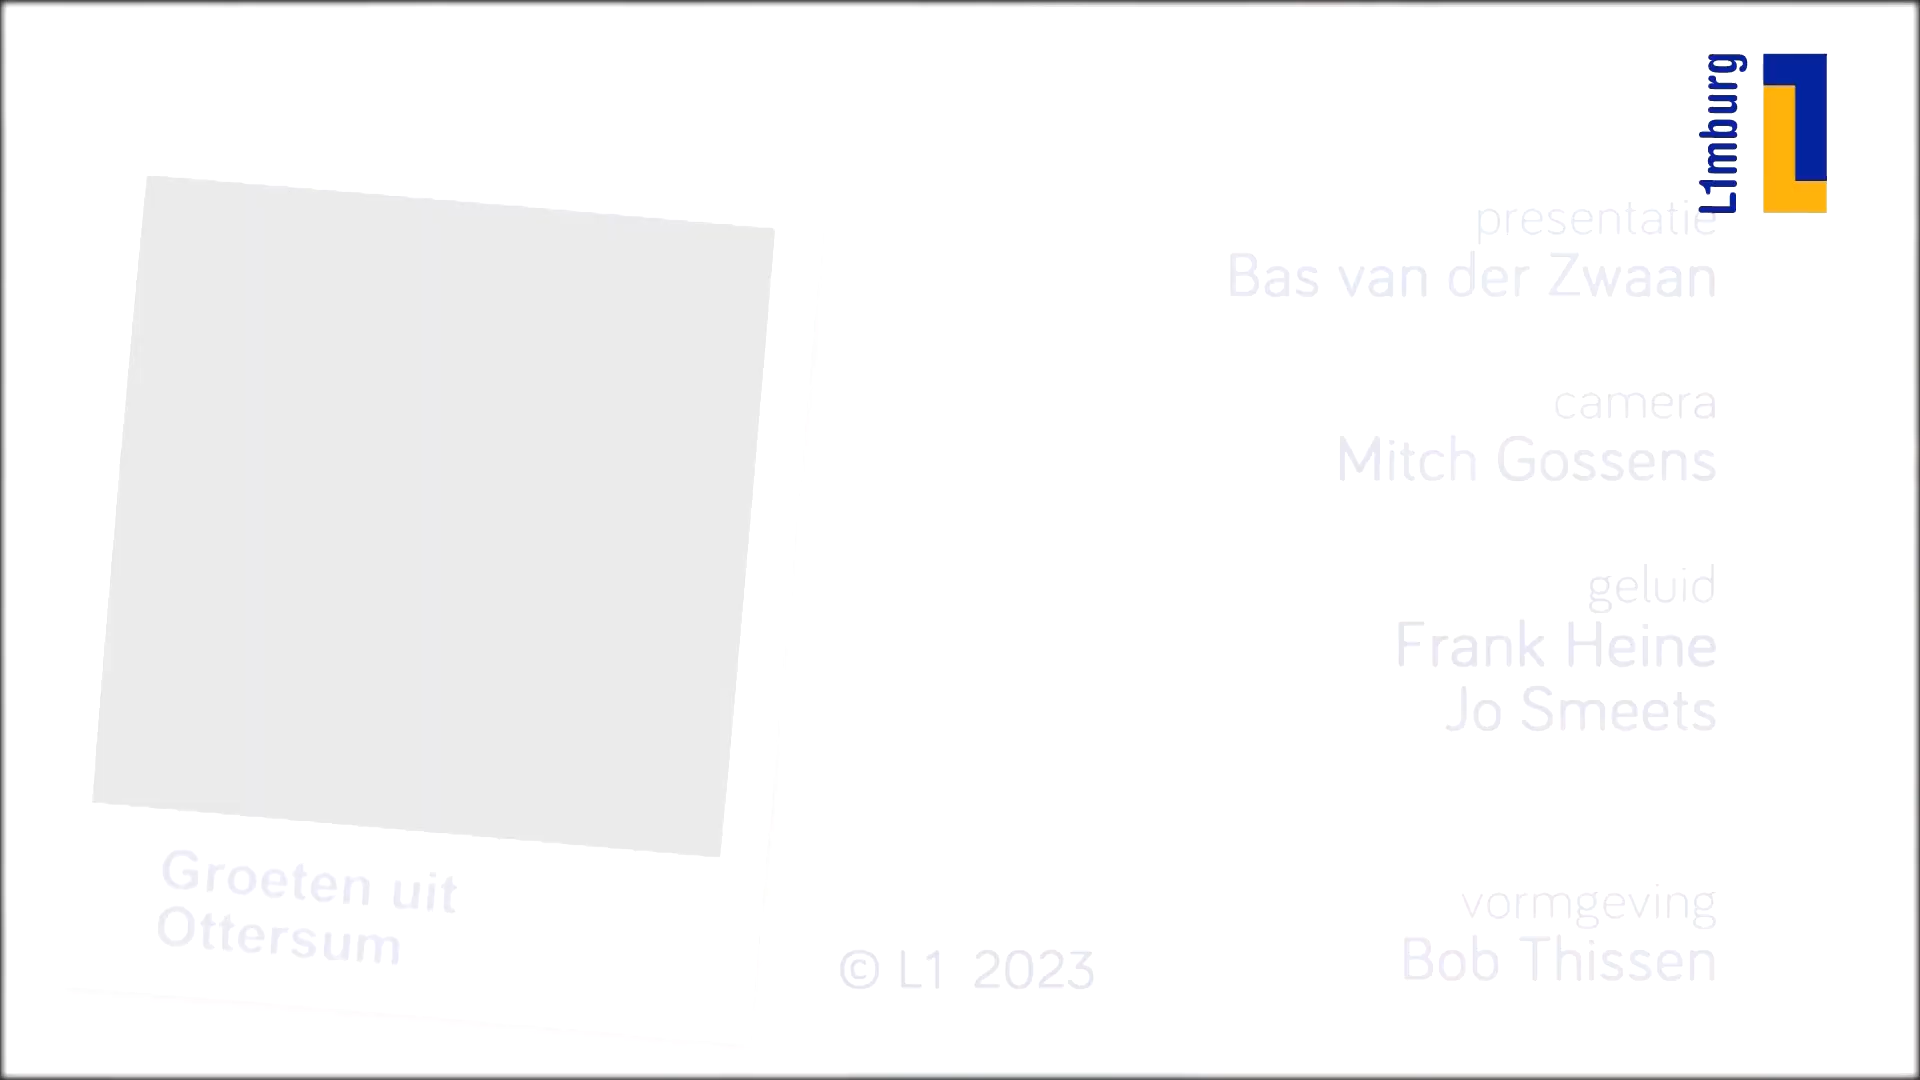 L1mburg
presentatie
Bas van der Zwaan
camera
Mitch Gossens
geluid
Frank Heine
Jo Smeets
vormgeving
Bob Thissen
Groeten uit
Ottersum
© L1 2023